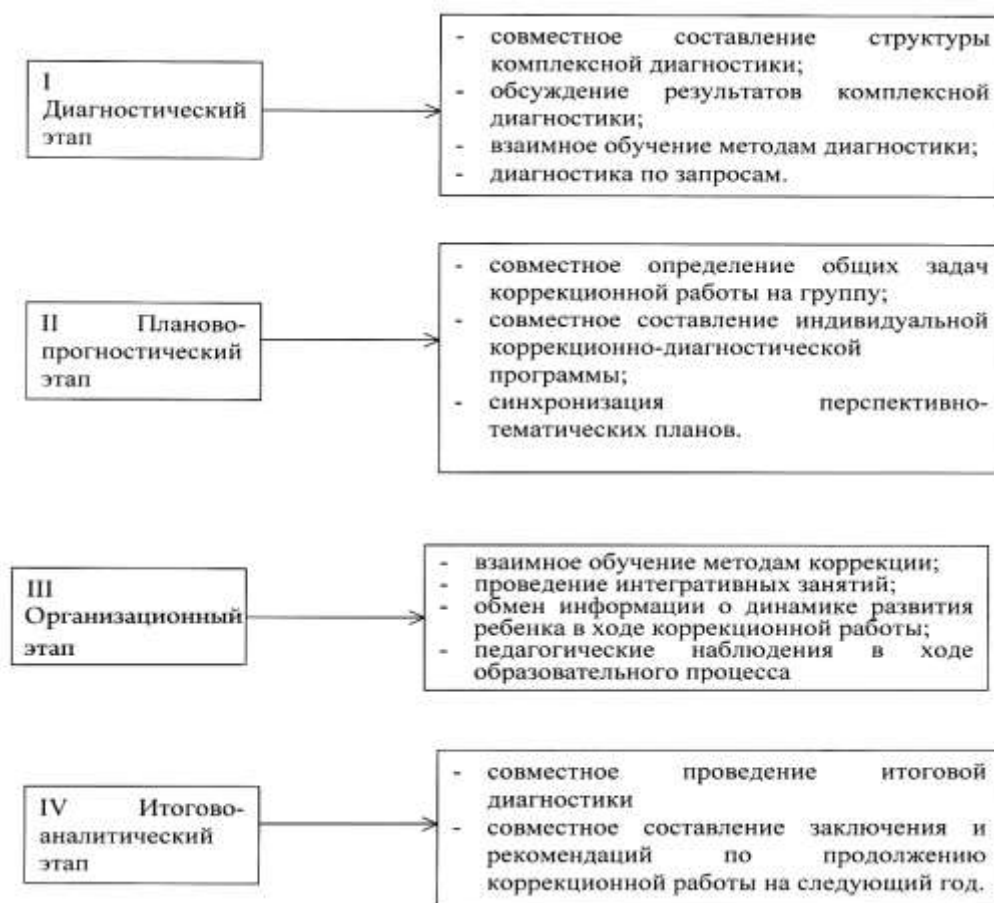 I
Диагностический
этап
- совместное составление структуры
комплексной диагностики;
- обсуждение результатов комплексной
диагностики;
- взаимное обучение методам диагностики;
- диагностика по запросам.
II Планово-
прогностический
этап
- совместное определение общих задач
коррекционной работы на группу;
- совместное составление индивидуальной
коррекционно-диагностической
программы;
- синхронизация перспективно-
тематических планов.
III
Организационный
этап
- взаимное обучение методам коррекции;
- проведение интегративных занятий;
- обмен информации о динамике развития
ребенка в ходе коррекционной работы;
- педагогические наблюдения в ходе
образовательного процесса
IV Итогово-
аналитический
этап
- совместное проведение итоговой
диагностики
- совместное составление заключения и
рекомендаций по продолжению
коррекционной работы на следующий год.